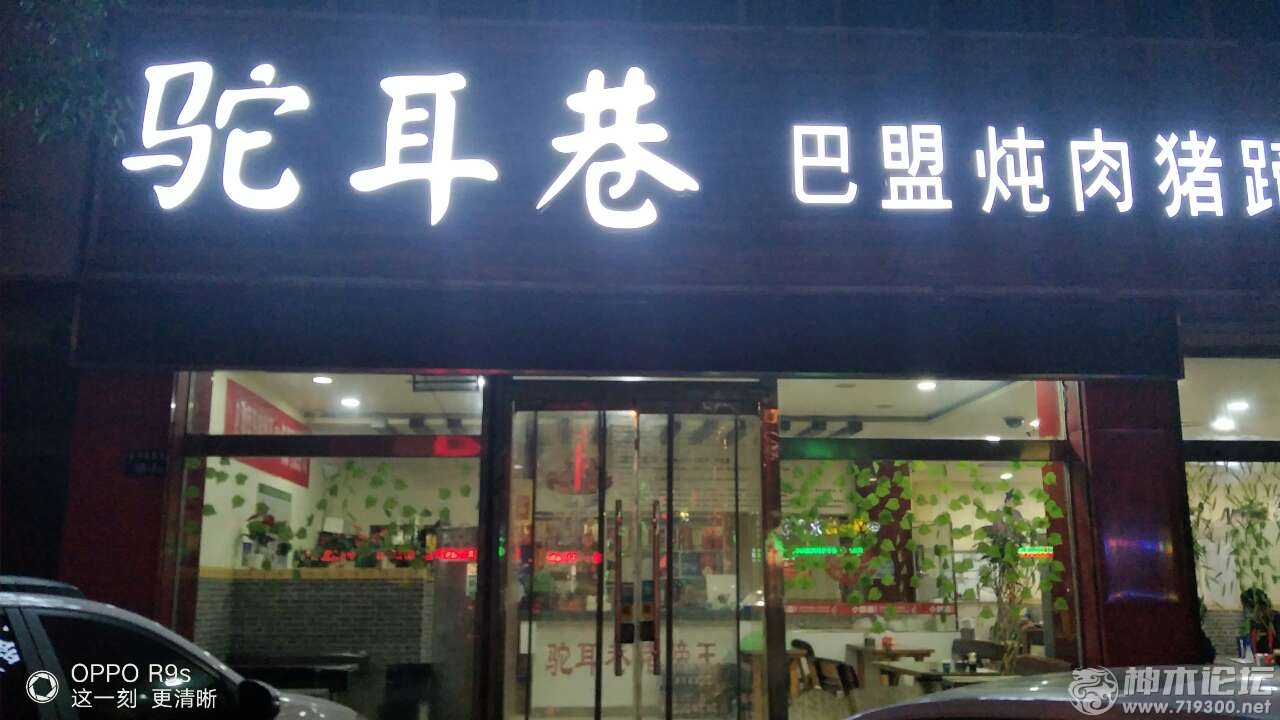 驼耳巷
巴盟炖肉猪蹄
驼耳巷
OPPO R9s
这一刻 更清晰
神木论坛
www.719300.net